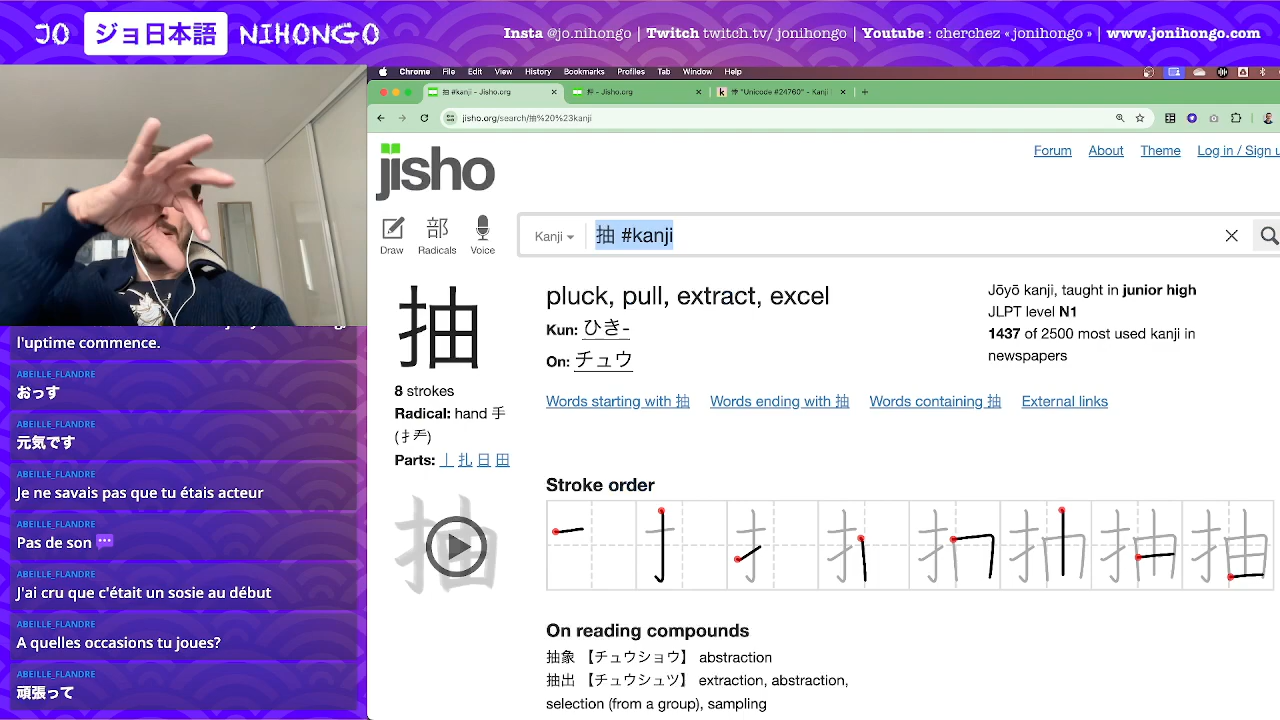 JO ジョ日本語 NIHONGO
Insta @jo.nihongo | Twitch twitch.tv/jonihongo | Youtube : cherchez « jonihongo » | www.jonihongo.com
Chrome File Edit View History Bookmarks Profiles Tab Window Help
抽 #kanji - Jisho.org
- Jisho.org
"Unicode #24760" - Kanji
jisho.org/search/抽%20%23kanji
jisho
Forum About Theme Log in / Sign u
Draw Radicals Voice
Kanji
抽 #kanji
抽
8 strokes
Radical: hand 手
(扌龵)
Parts: 丨 扎 日 田
pluck, pull, extract, excel
Kun: ひき-
On: チュウ
Jōyō kanji, taught in junior high
JLPT level N1
1437 of 2500 most used kanji in
newspapers
Words starting with 抽 Words ending with 抽 Words containing 抽 External links
Stroke order
抽
On reading compounds
抽象 【チュウショウ】 abstraction
抽出 【チュウシュツ】 extraction, abstraction,
selection (from a group), sampling
l'uptime commence.
ABEILLE_FLANDRE
おっす
ABEILLE_FLANDRE
元気です
ABEILLE_FLANDRE
Je ne savais pas que tu étais acteur
ABEILLE_FLANDRE
Pas de son
ABEILLE_FLANDRE
J'ai cru que c'était un sosie au début
ABEILLE_FLANDRE
A quelles occasions tu joues?
ABEILLE_FLANDRE
頑張って